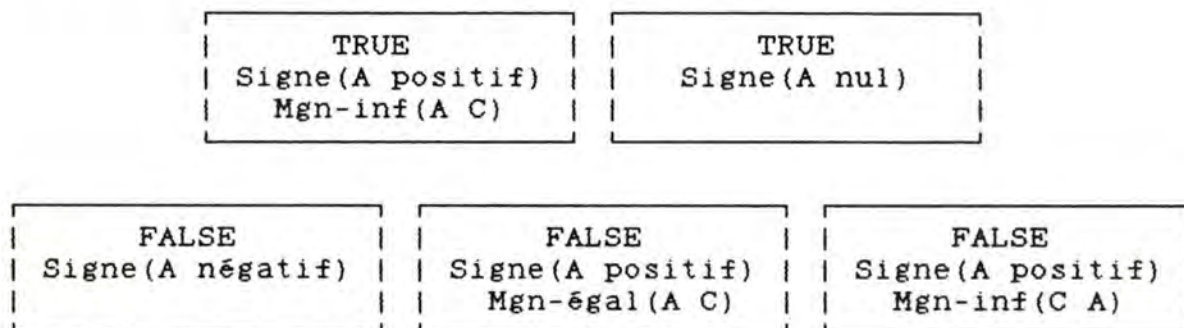 TRUE TRUE
Signe(A positif) Signe(A nul)
Mgn-inf(A C)
FALSE FALSE FALSE
Signe(A négatif) Signe(A positif) Signe(A positif)
Mgn-égal(A C) Mgn-inf(C A)